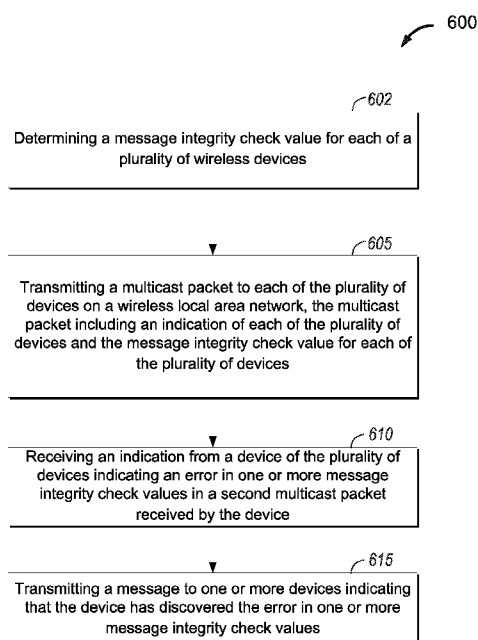 600
602
Determining a message integrity check value for each of a
plurality of wireless devices
605
Transmitting a multicast packet to each of the plurality of
devices on a wireless local area network, the multicast
packet including an indication of each of the plurality of
devices and the message integrity check value for each of
the plurality of devices
610
Receiving an indication from a device of the plurality of
devices indicating an error in one or more message
integrity check values in a second multicast packet
received by the device
615
Transmitting a message to one or more devices indicating
that the device has discovered the error in one or more
message integrity check values